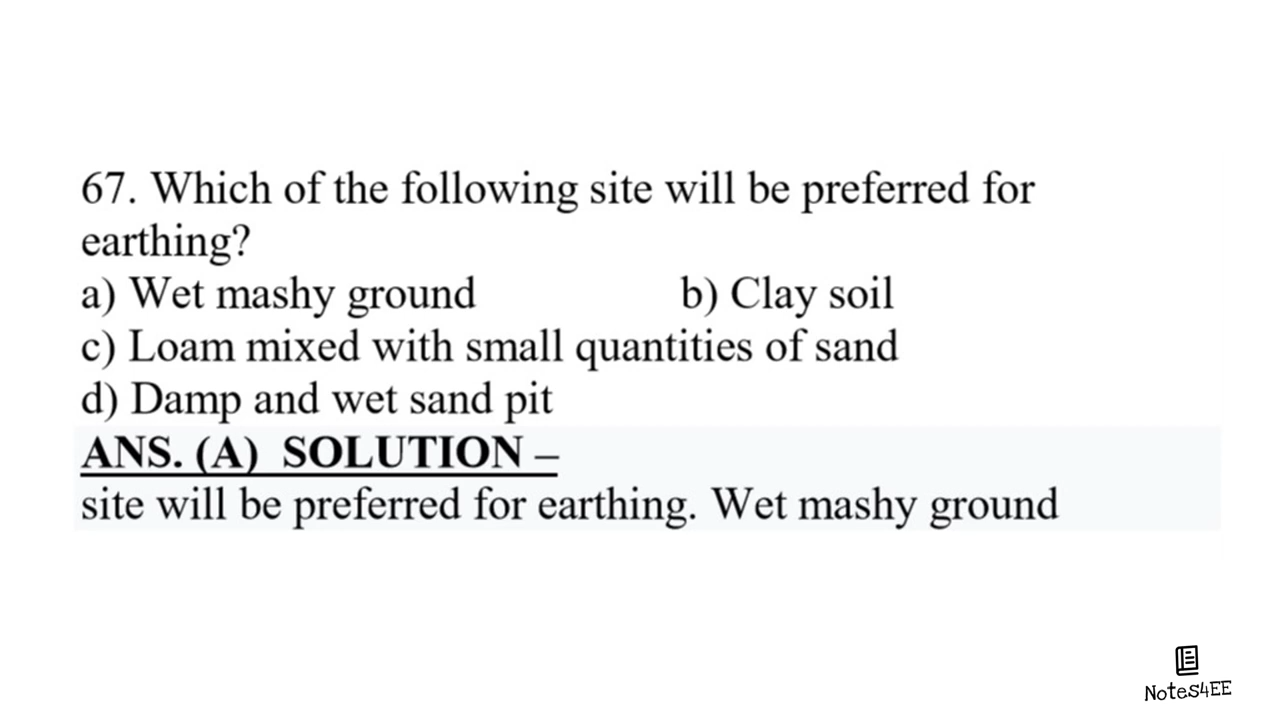 67. Which of the following site will be preferred for
earthing?
a) Wet mashy ground b) Clay soil
c) Loam mixed with small quantities of sand
d) Damp and wet sand pit
ANS. (A) SOLUTION –
site will be preferred for earthing. Wet mashy ground
Notes4EE